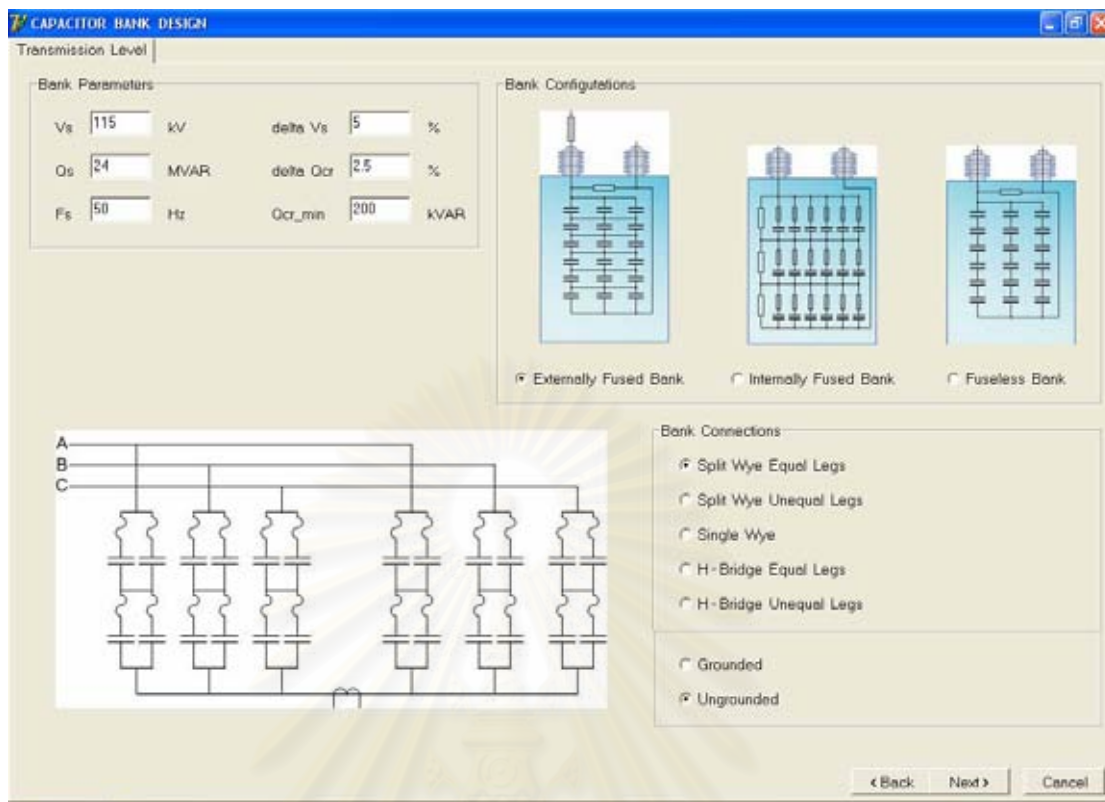 CAPACITOR BANK DESIGN
Transmission Level
Bank Parameters
Vs 115 kV delta Vs 5 %
Qs 24 MVAR delta Qcr 2.5 %
Fs 50 Hz Qcr_min 200 kVAR
Bank Configutations
Externally Fused Bank Internally Fused Bank Fuseless Bank
A
B
C
Bank Connections
Split Wye Equal Legs
Split Wye Unequal Legs
Single Wye
H-Bridge Equal Legs
H-Bridge Unequal Legs
Grounded
Ungrounded
< Back Next > Cancel